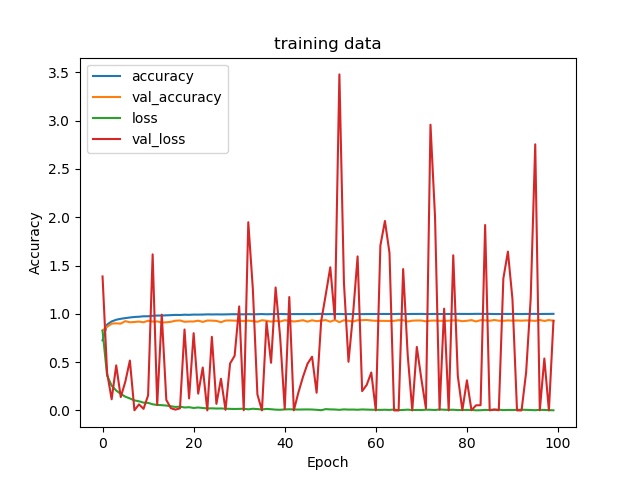 training data
accuracy
val_accuracy
loss
val_loss
3.5
3.0
2.5
2.0
1.5
1.0
0.5
0.0
Accuracy
0 20 40 60 80 100
Epoch